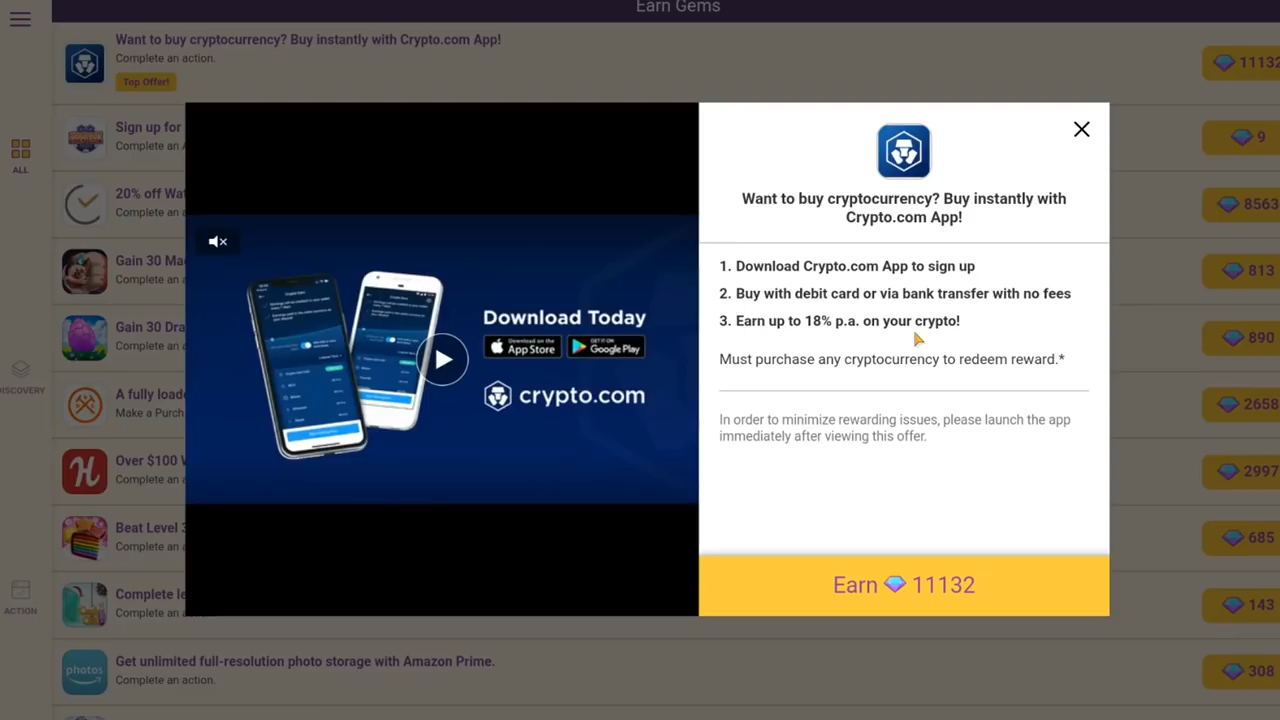 Earn Gems
Want to buy cryptocurrency? Buy instantly with Crypto.com App!
Complete an action.
Top Offer!
11132
Sign up for
Complete an A
9
ALL
20% off Wat
Complete an a
8563
Gain 30 Ma
Complete an a
813
Gain 30 Dra
Complete an a
890
ISCOVERY
A fully loade
Make a Purch
2658
Over $100 V
Complete an a
2997
Beat Level 3
Complete an a
685
Complete le
Complete an a
143
ACTION
Get unlimited full-resolution photo storage with Amazon Prime.
Complete an action.
308
photos
Download Today
Download on the
App Store
GET IT ON
Google Play
crypto.com
Want to buy cryptocurrency? Buy instantly with
Crypto.com App!
1. Download Crypto.com App to sign up
2. Buy with debit card or via bank transfer with no fees
3. Earn up to 18% p.a. on your crypto!
Must purchase any cryptocurrency to redeem reward.*
In order to minimize rewarding issues, please launch the app
immediately after viewing this offer.
Earn 11132